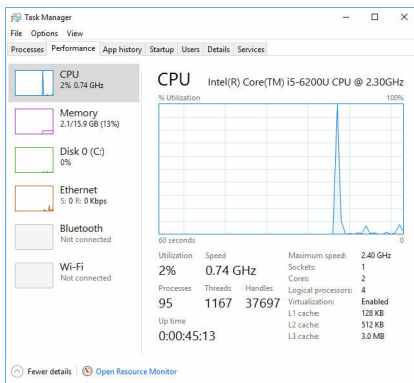 Task Manager
File Options View
Processes Performance App history Startup Users Details Services
CPU
2% 0.74 GHz
Memory
2.1/15.9 GB (13%)
Disk 0 (C:)
0%
Ethernet
S: 0 R: 0 Kbps
Bluetooth
Not connected
Wi-Fi
Not connected
CPU Intel(R) Core(TM) i5-6200U CPU @ 2.30GHz
% Utilization 100%
60 seconds 0
Utilization Speed
2% 0.74 GHz
Processes Threads Handles
95 1167 37697
Up time
0:00:45:13
Maximum speed: 2.40 GHz
Sockets: 1
Cores: 2
Logical processors: 4
Virtualization: Enabled
L1 cache: 128 KB
L2 cache: 512 KB
L3 cache: 3.0 MB
Fewer details Open Resource Monitor